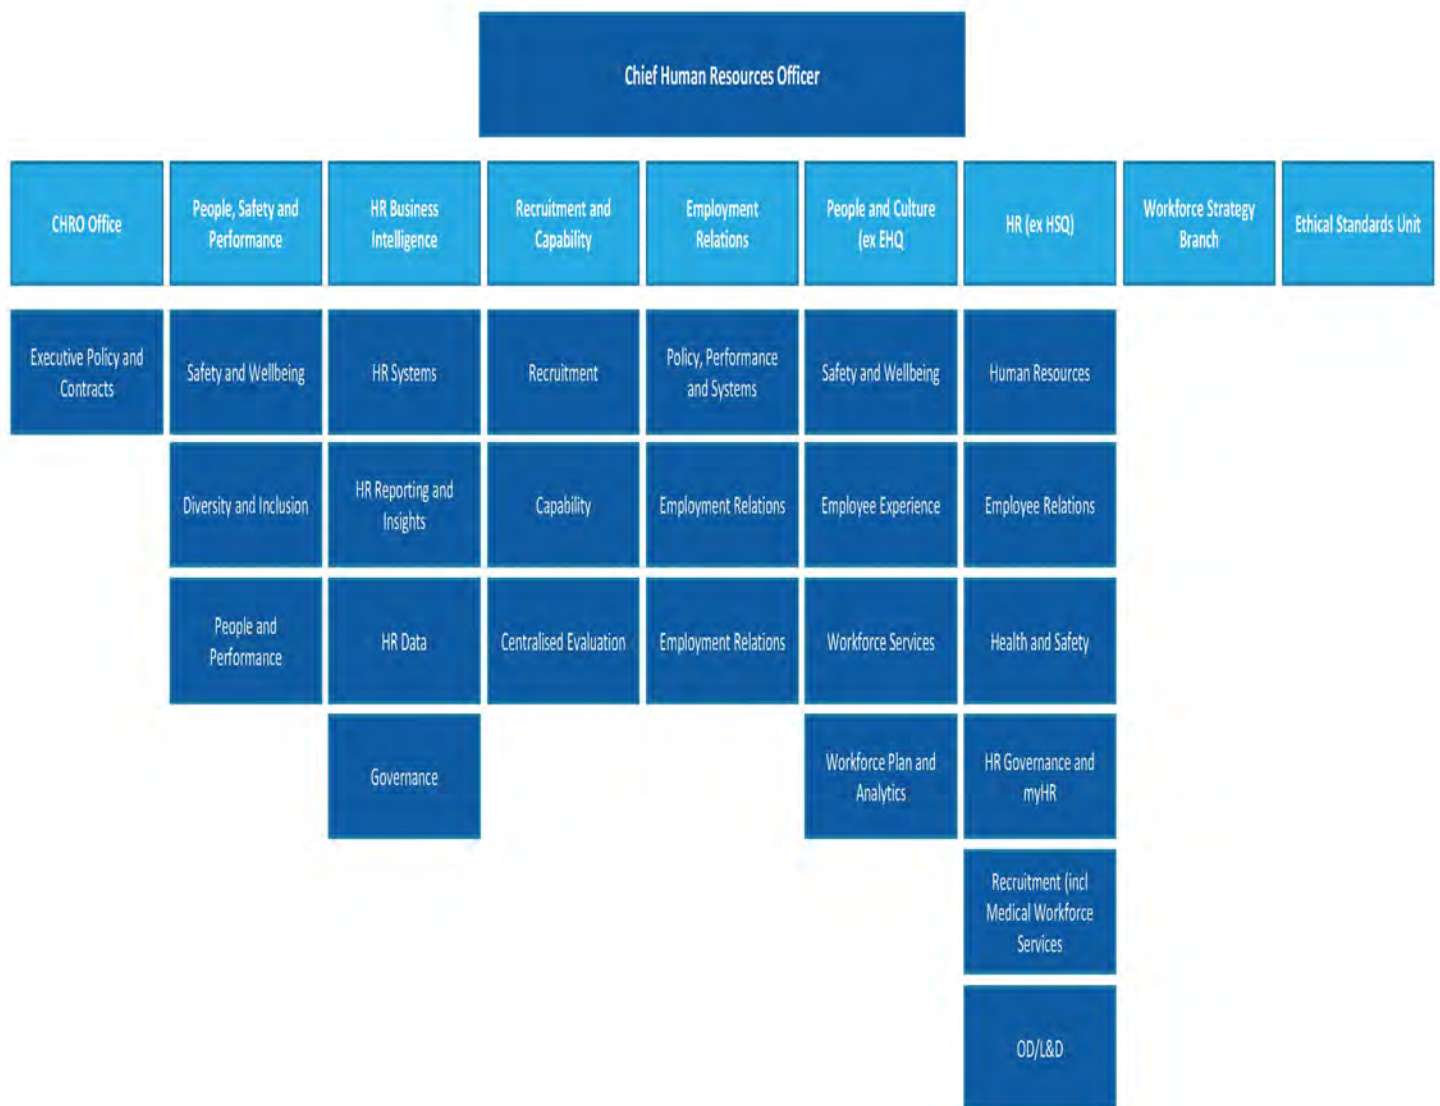 Chief Human Resources Officer
CHRO Office
People, Safety and
Performance
HR Business
Intelligence
Recruitment and
Capability
Employment
Relations
People and Culture
(ex EHQ
HR (ex HSQ)
Workforce Strategy
Branch
Ethical Standards Unit
Executive Policy and
Contracts
Safety and Wellbeing
HR Systems
Recruitment
Policy, Performance
and Systems
Safety and Wellbeing
Human Resources
Diversity and Inclusion
HR Reporting and
Insights
Capability
Employment Relations
Employee Experience
Employee Relations
People and
Performance
HR Data
Centralised Evaluation
Employment Relations
Workforce Services
Health and Safety
Governance
Workforce Plan and
Analytics
HR Governance and
myHR
Recruitment (incl
Medical Workforce
Services
OD/L&D